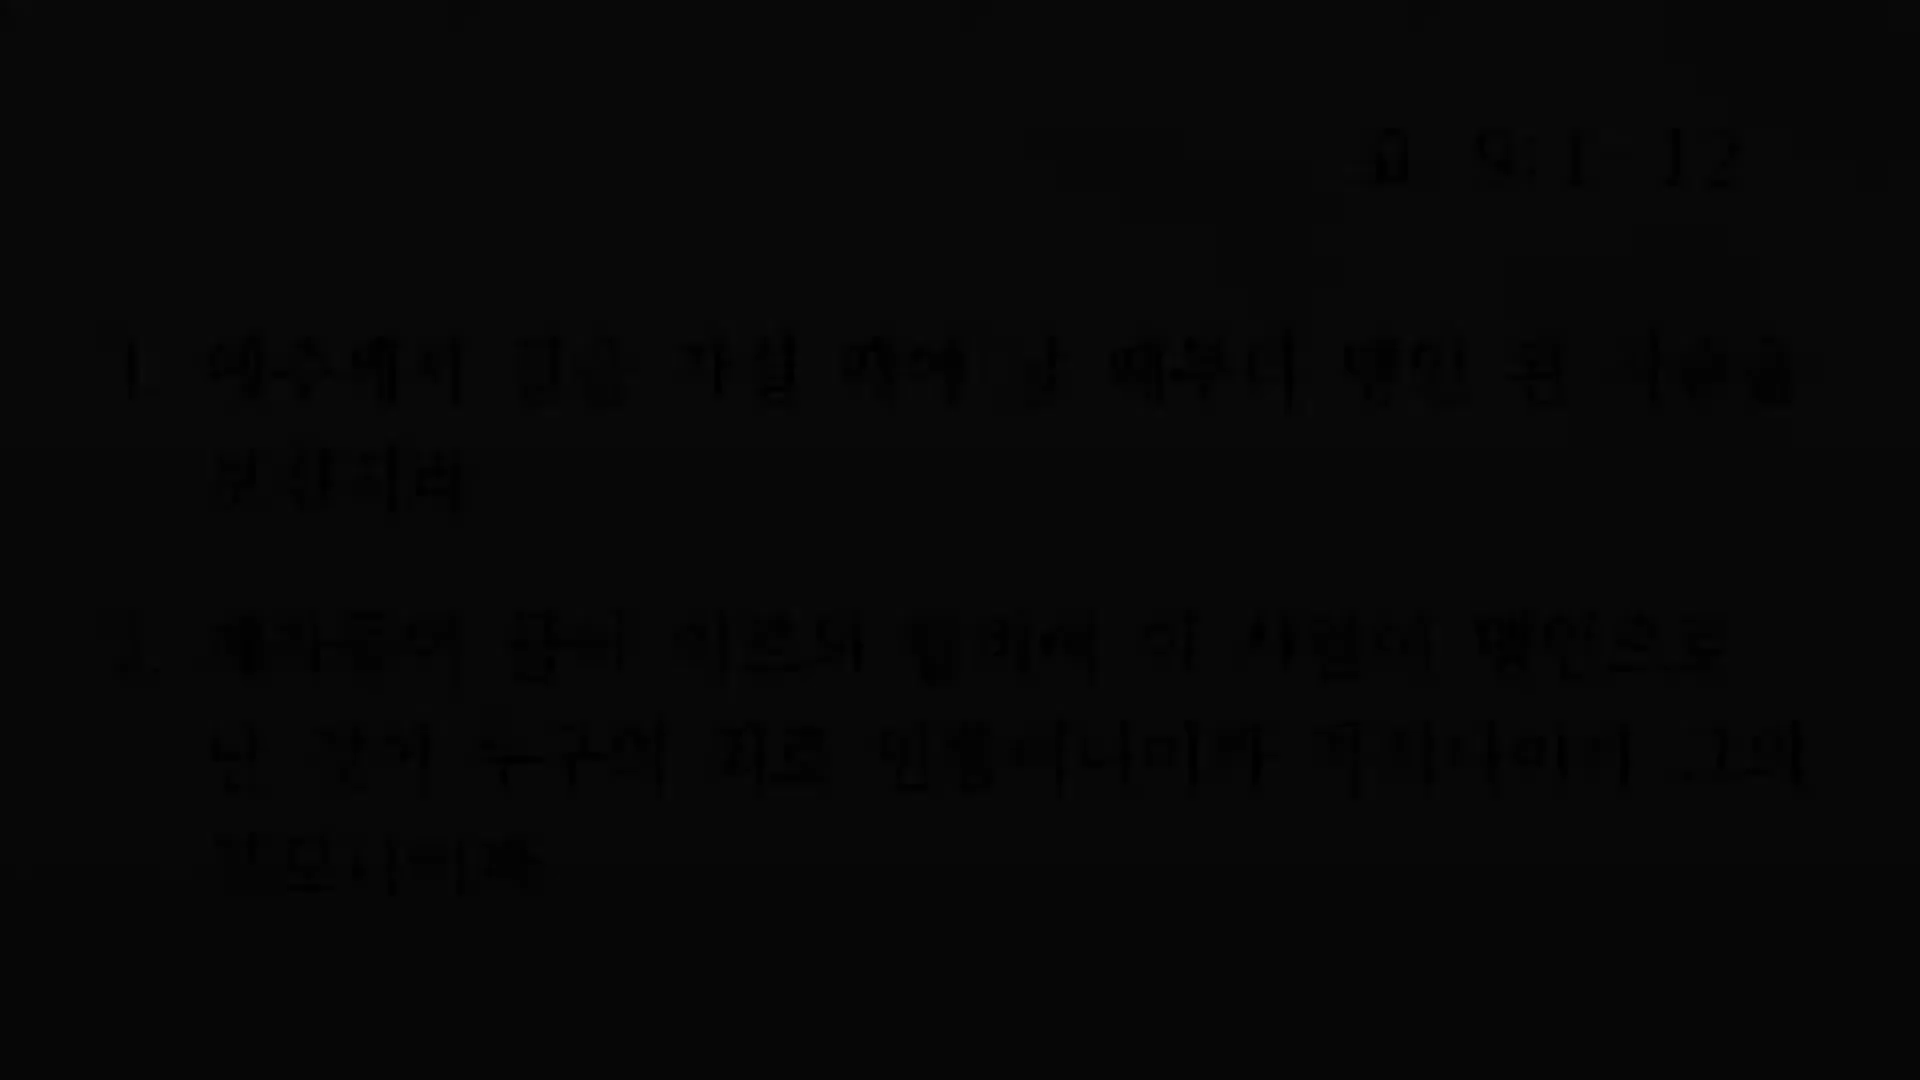 요 9:1-12
1. 예수께서 길을 가실 때에 날 때부터 맹인 된 사람을
보신지라
2. 제자들이 물어 이르되 랍비여 이 사람이 맹인으로
난 것이 누구의 죄로 인함이니이까 자기니이까 그의
부모니이까